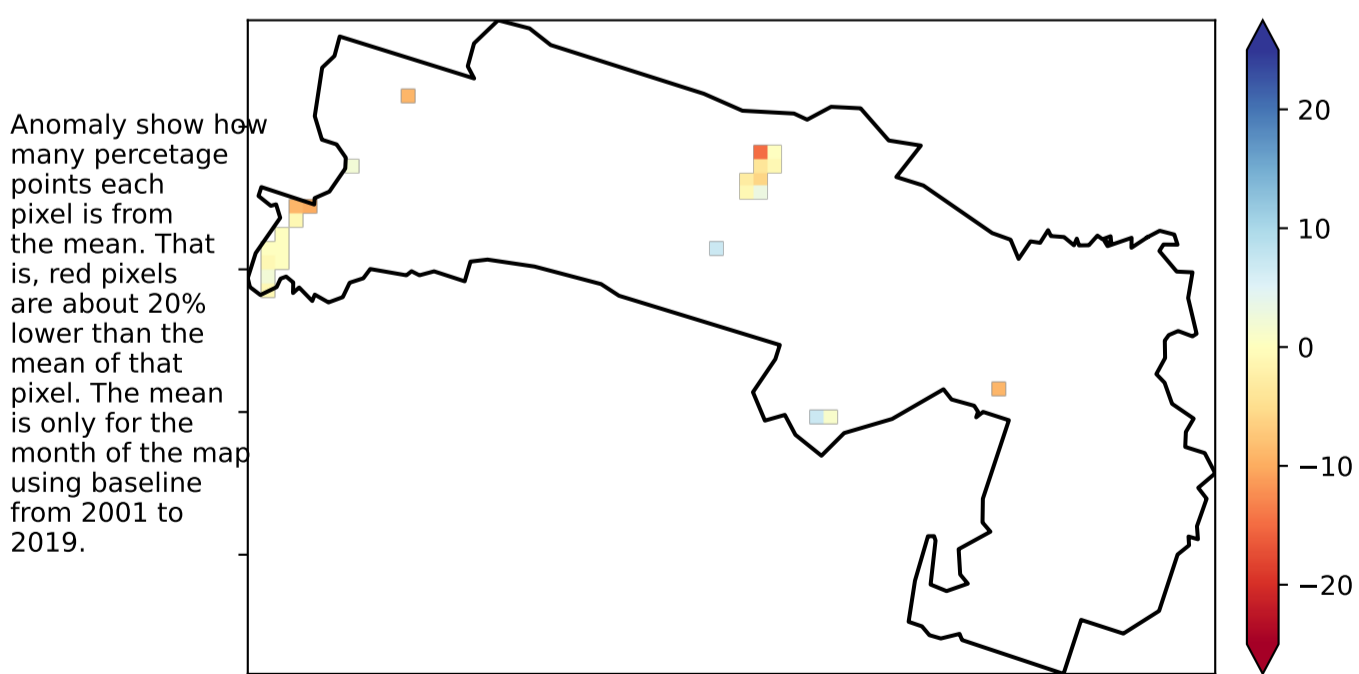 Anomaly show how
many percetage
points each
pixel is from
the mean. That
is, red pixels
are about 20%
lower than the
mean of that
pixel. The mean
is only for the
month of the map
using baseline
from 2001 to
2019.
20
10
0
−10
−20